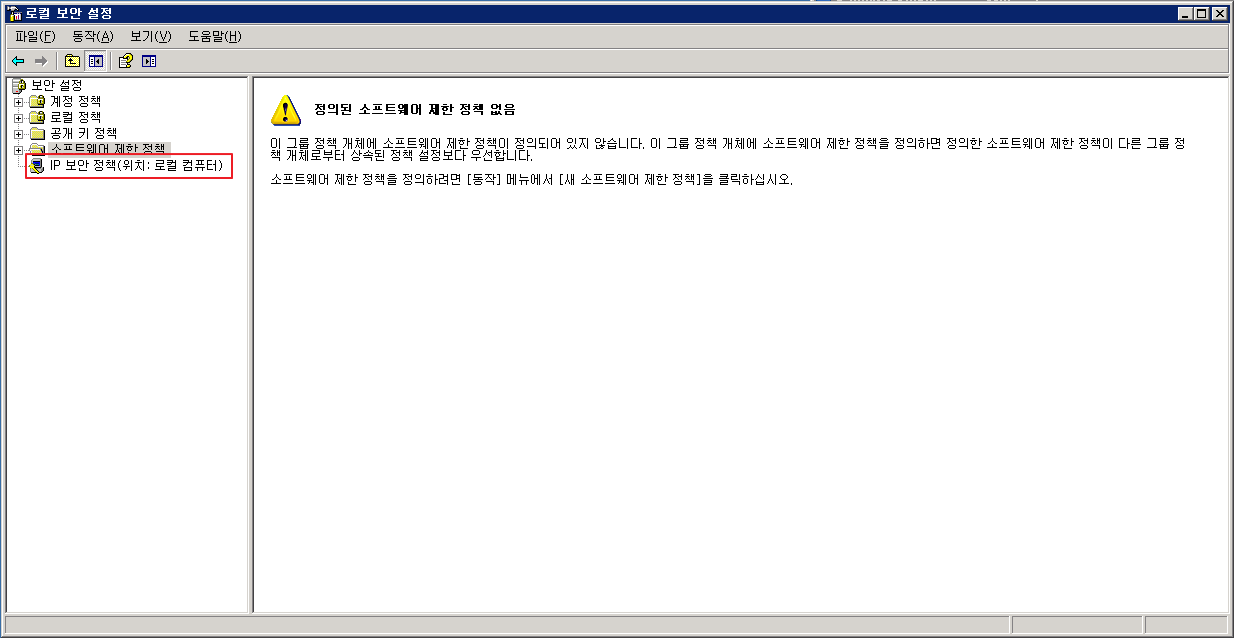 로컬 보안 설정
파일(F) 동작(A) 보기(V) 도움말(H)
보안 설정
계정 정책
로컬 정책
공개 키 정책
소프트웨어 제한 정책
IP 보안 정책(위치: 로컬 컴퓨터)
정의된 소프트웨어 제한 정책 없음
이 그룹 정책 개체에 소프트웨어 제한 정책이 정의되어 있지 않습니다. 이 그룹 정책 개체에 소프트웨어 제한 정책을 정의하면 정의한 소프트웨어 제한 정책이 다른 그룹 정
책 개체로부터 상속된 정책 설정보다 우선합니다.
소프트웨어 제한 정책을 정의하려면 [동작] 메뉴에서 [새 소프트웨어 제한 정책]을 클릭하십시오.